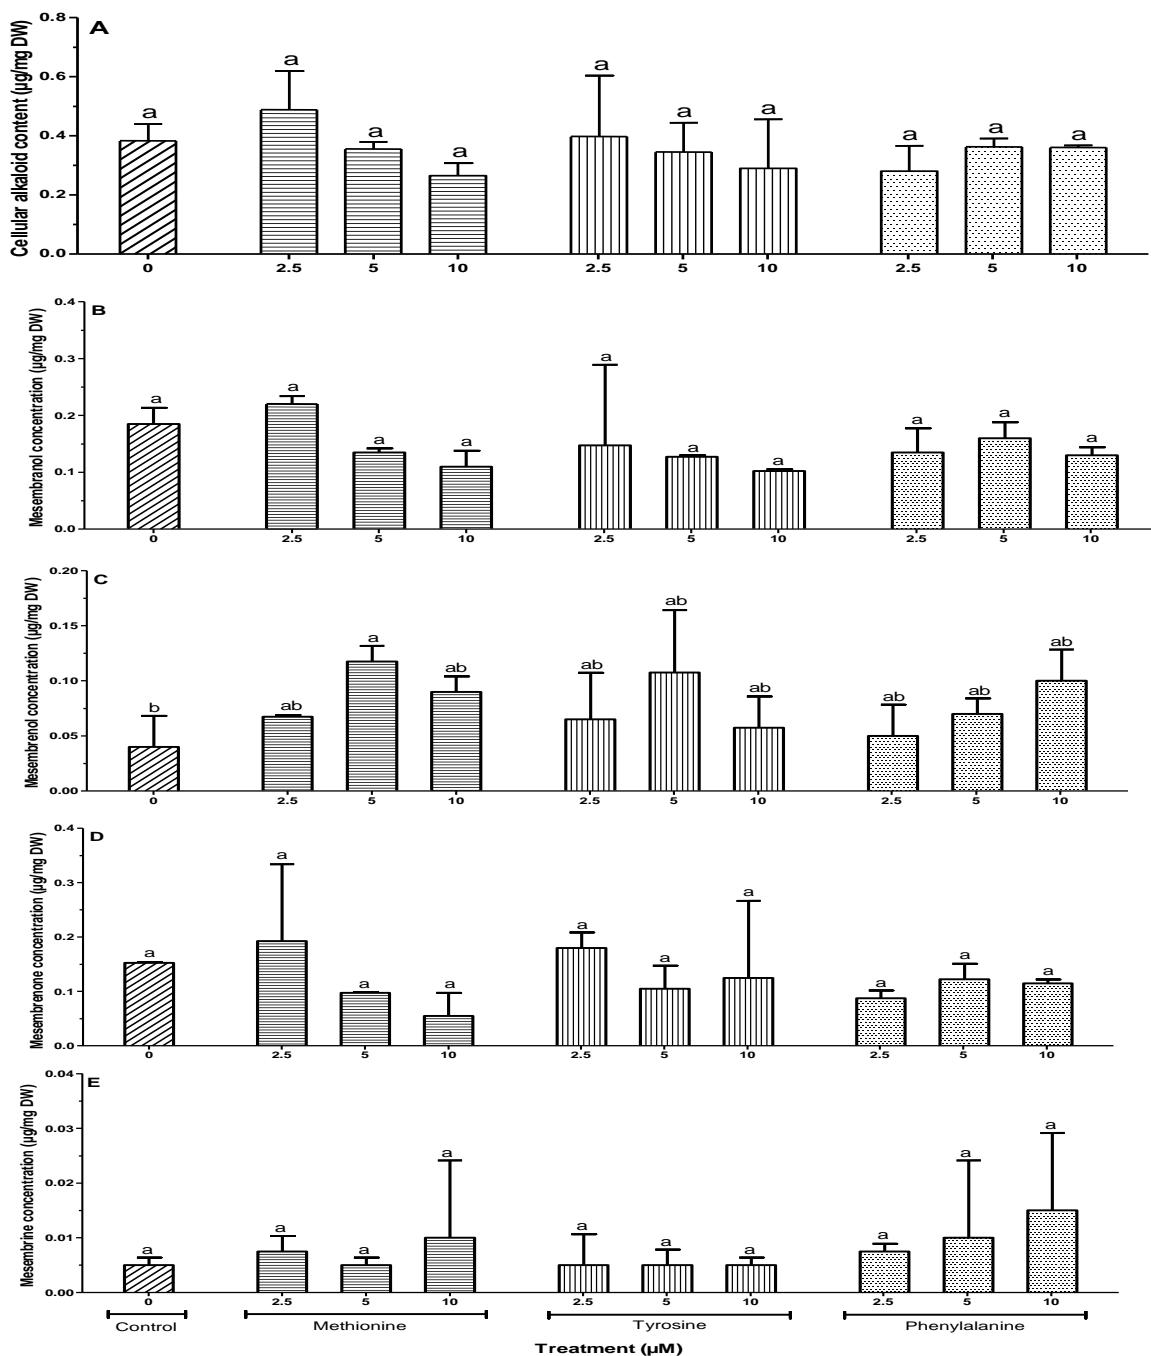 A
Cellular alkaloid content (µg/mg DW)
0.8
0.6
0.4
0.2
0.0
a a a a a a a a a a
0 2.5 5 10 2.5 5 10 2.5 5 10
B
Mesembranol concentration (µg/mg DW)
0.4
0.3
0.2
0.1
0.0
a a a a a a a a a a
0 2.5 5 10 2.5 5 10 2.5 5 10
C
Mesembrenol concentration (µg/mg DW)
0.20
0.15
0.10
0.05
0.00
b ab a ab ab ab ab ab ab ab
0 2.5 5 10 2.5 5 10 2.5 5 10
D
Mesembrenone concentration (µg/mg DW)
0.4
0.3
0.2
0.1
0.0
a a a a a a a a a a
0 2.5 5 10 2.5 5 10 2.5 5 10
E
Mesembrine concentration (µg/mg DW)
0.04
0.03
0.02
0.01
0.00
a a a a a a a a a a
0 2.5 5 10 2.5 5 10 2.5 5 10
Control Methionine Tyrosine Phenylalanine
Treatment (µM)